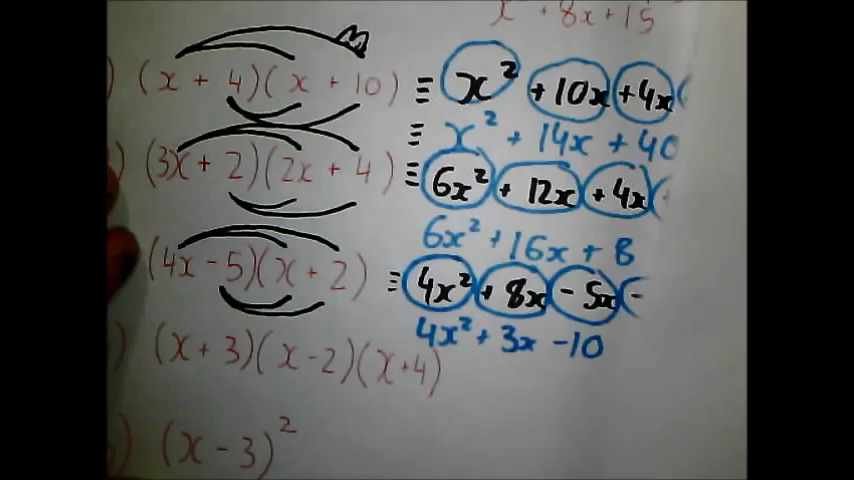 x² + 8x + 15
) (x + 4)(x + 10) ≡ x² + 10x + 4x
≡ x² + 14x + 40
) (3x + 2)(2x + 4) ≡ 6x² + 12x + 4x
6x² + 16x + 8
(4x - 5)(x + 2) ≡ 4x² + 8x - 5x -
4x² + 3x - 10
) (x + 3)(x - 2)(x + 4)
) (x - 3)²